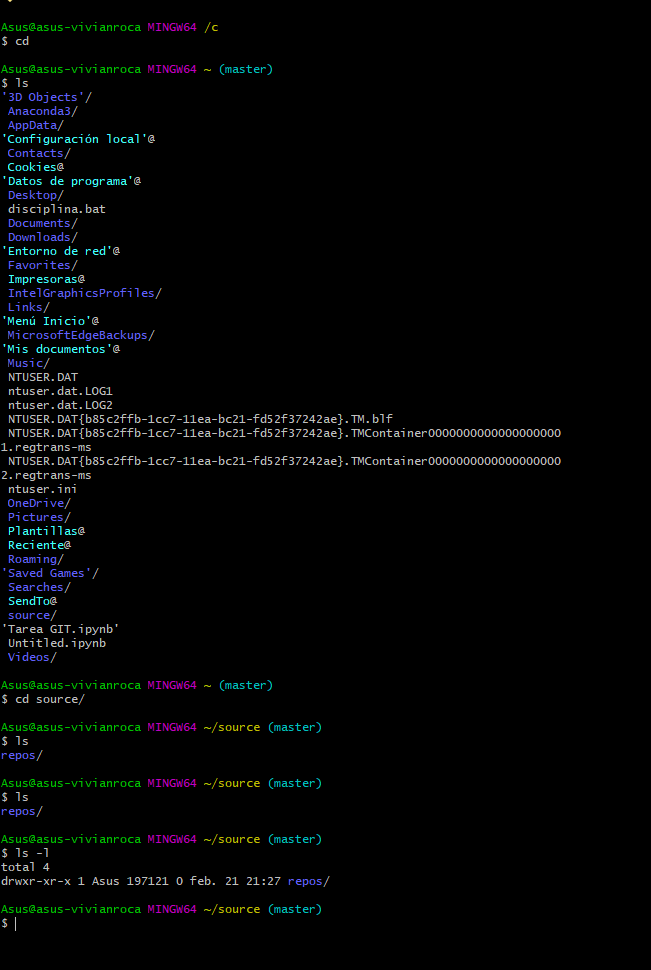 Asus@asus-vivianroca MINGW64 /c
$ cd
Asus@asus-vivianroca MINGW64 ~ (master)
$ ls
'3D Objects'/
Anaconda3/
AppData/
'Configuración local'@
Contacts/
Cookies@
'Datos de programa'@
Desktop/
disciplina.bat
Documents/
Downloads/
'Entorno de red'@
Favorites/
Impresoras@
IntelGraphicsProfiles/
Links/
'Menú Inicio'@
MicrosoftEdgeBackups/
'Mis documentos'@
Music/
NTUSER.DAT
ntuser.dat.LOG1
ntuser.dat.LOG2
NTUSER.DAT{b85c2ffb-1cc7-11ea-bc21-fd52f37242ae}.TM.blf
NTUSER.DAT{b85c2ffb-1cc7-11ea-bc21-fd52f37242ae}.TMContainer0000000000000000000
1.regtrans-ms
NTUSER.DAT{b85c2ffb-1cc7-11ea-bc21-fd52f37242ae}.TMContainer0000000000000000000
2.regtrans-ms
ntuser.ini
OneDrive/
Pictures/
Plantillas@
Reciente@
Roaming/
'Saved Games'/
Searches/
SendTo@
source/
'Tarea GIT.ipynb'
Untitled.ipynb
Videos/
Asus@asus-vivianroca MINGW64 ~ (master)
$ cd source/
Asus@asus-vivianroca MINGW64 ~/source (master)
$ ls
repos/
Asus@asus-vivianroca MINGW64 ~/source (master)
$ ls
repos/
Asus@asus-vivianroca MINGW64 ~/source (master)
$ ls -l
total 4
drwxr-xr-x 1 Asus 197121 0 feb. 21 21:27 repos/
Asus@asus-vivianroca MINGW64 ~/source (master)
$